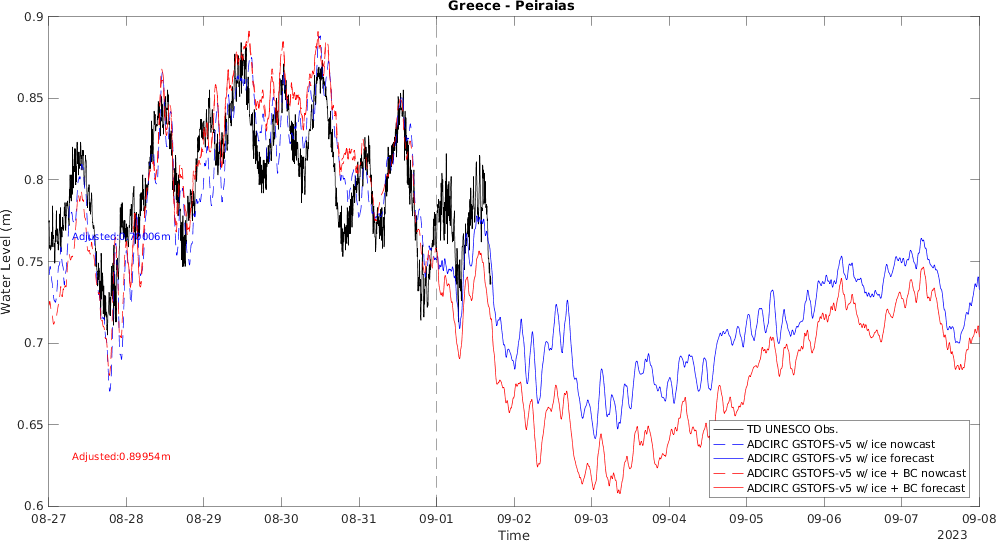 Greece - Peiraias
Water Level (m)
0.9
0.85
0.8
0.75
0.7
0.65
0.6
Adjusted:0.89954m
TD UNESCO Obs.
ADCIRC GSTOFS-v5 w/ ice nowcast
ADCIRC GSTOFS-v5 w/ ice forecast
ADCIRC GSTOFS-v5 w/ ice + BC nowcast
ADCIRC GSTOFS-v5 w/ ice + BC forecast
08-27 08-28 08-29 08-30 08-31 09-01 09-02 09-03 09-04 09-05 09-06 09-07 09-08
Time
2023